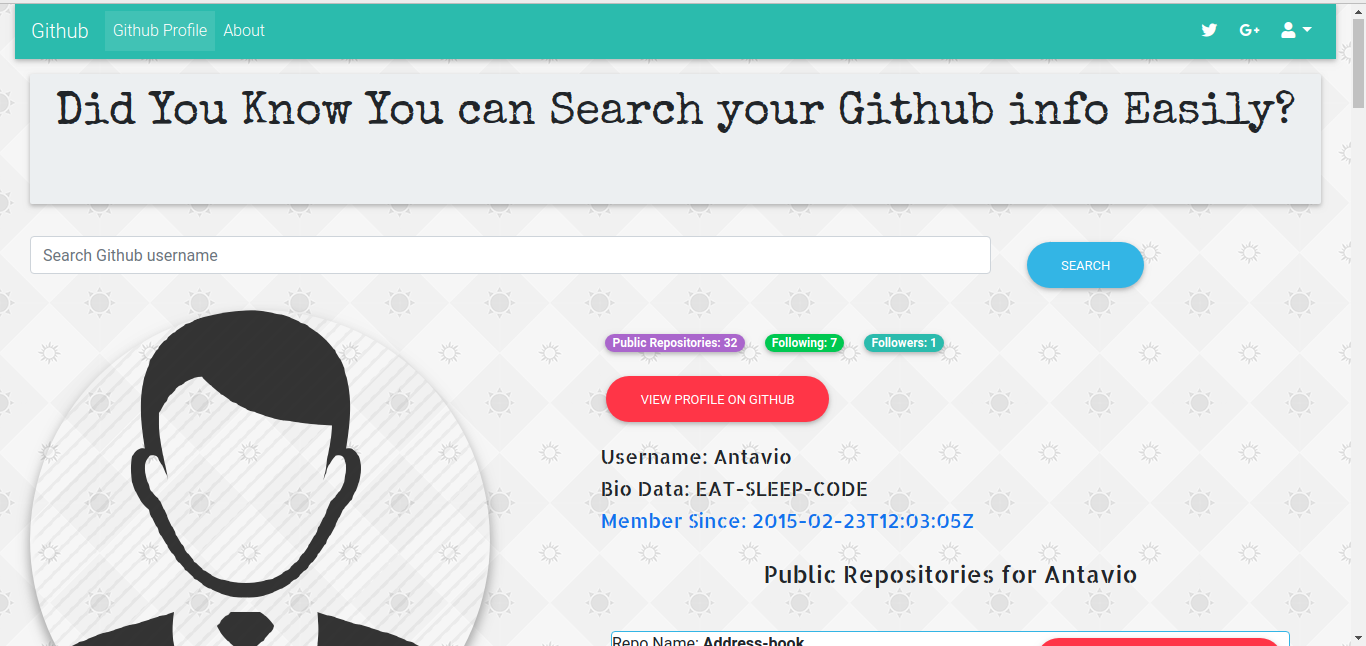 Github Github Profile About G+
Did You Know You can Search your Github info Easily?
Search Github username
SEARCH
Public Repositories: 32 Following: 7 Followers: 1
VIEW PROFILE ON GITHUB
Username: Antavio
Bio Data: EAT-SLEEP-CODE
Member Since: 2015-02-23T12:03:05Z
Public Repositories for Antavio
Repo Name: Address-book